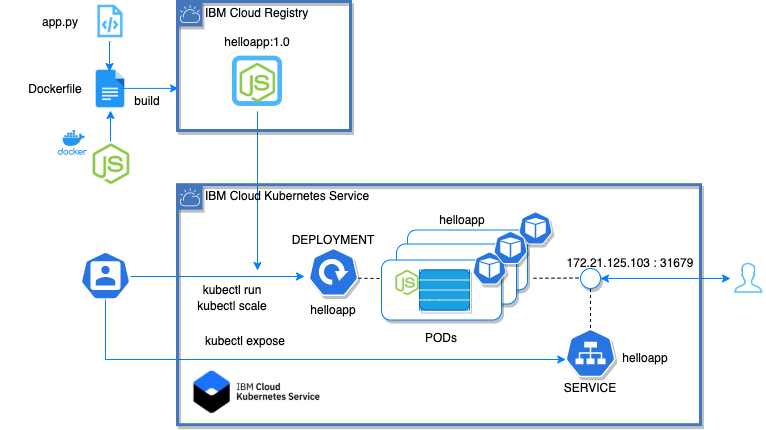 app.py
IBM Cloud Registry
helloapp:1.0
JS
Dockerfile
build
docker
JS
IBM Cloud Kubernetes Service
helloapp
DEPLOYMENT
172.21.125.103 : 31679
JS
kubectl run
kubectl scale
helloapp
PODs
kubectl expose
helloapp
SERVICE
IBM Cloud
Kubernetes Service